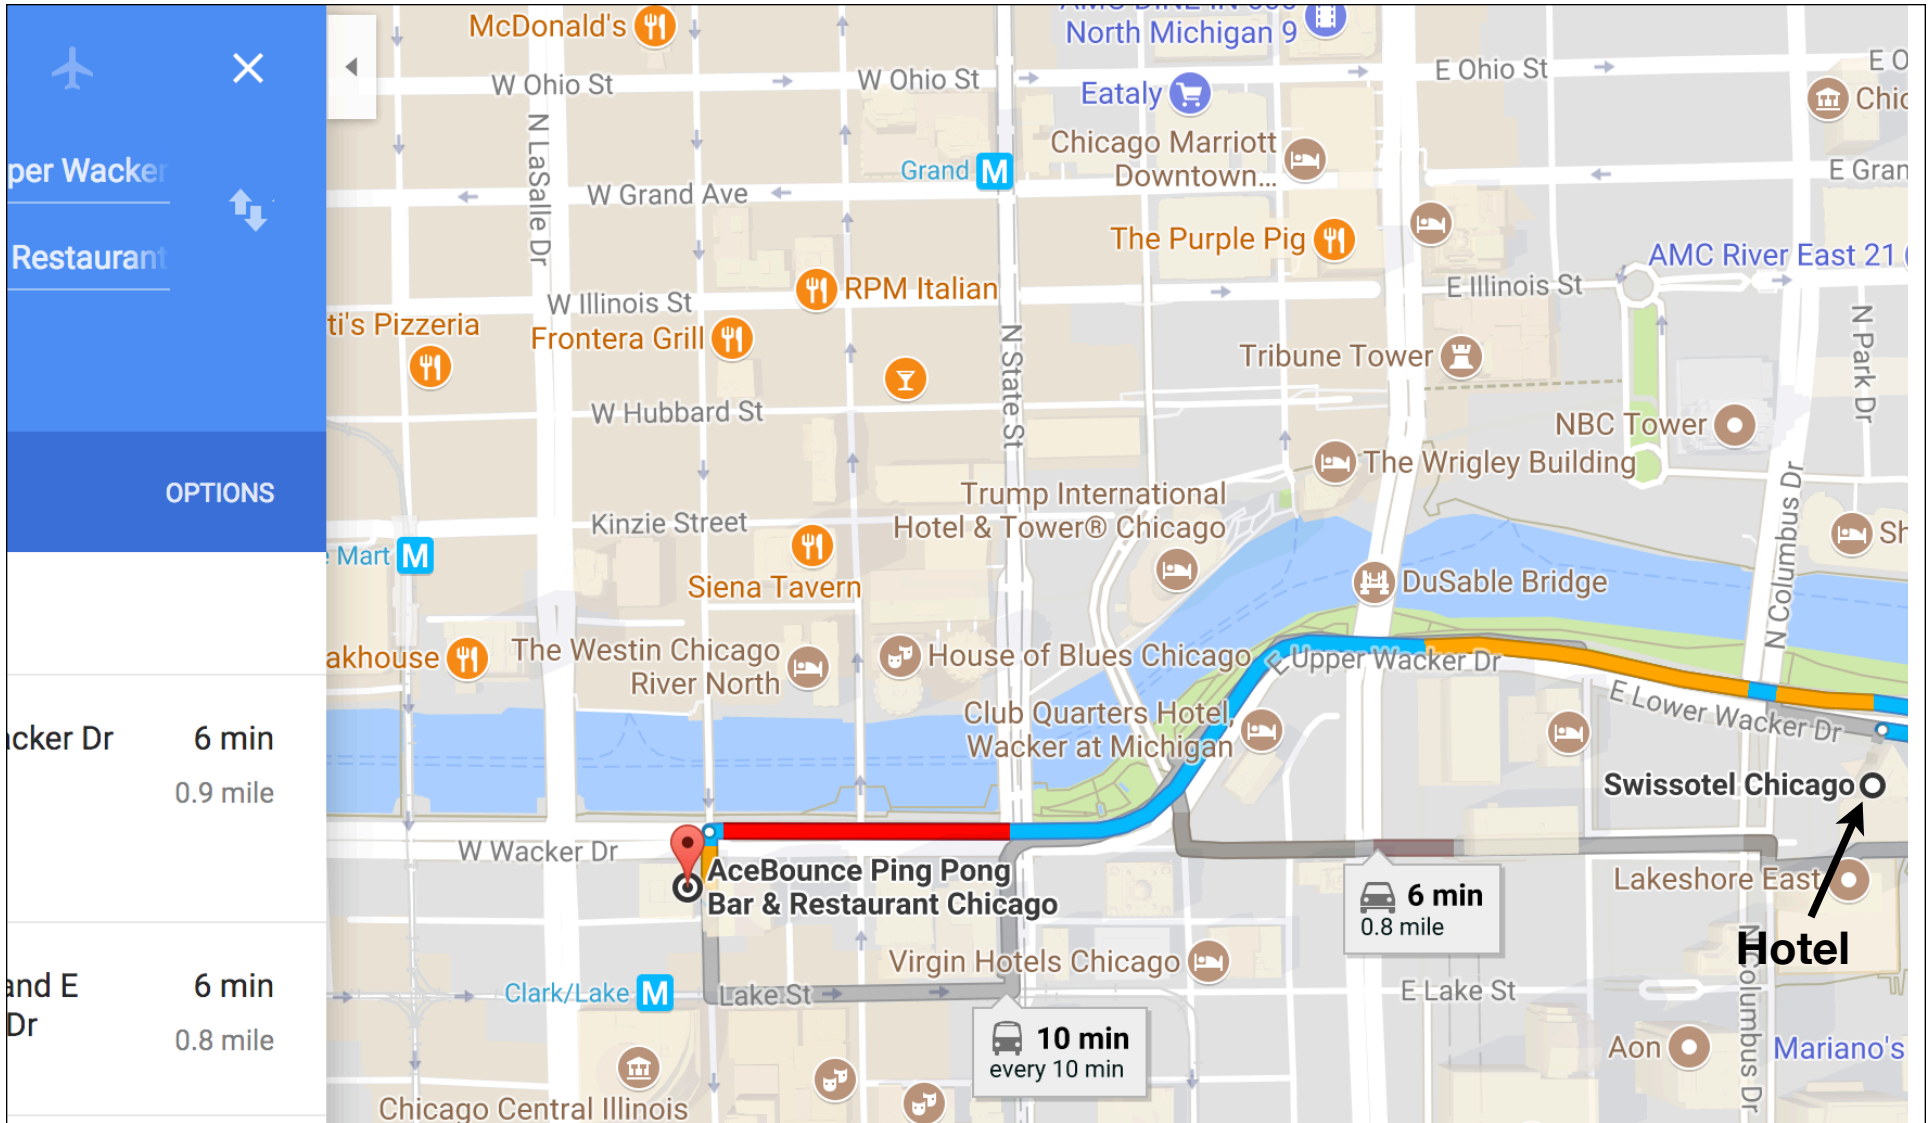 per Wacker
Restaurant
OPTIONS
acker Dr
6 min
0.9 mile
and E
Dr
6 min
0.8 mile
McDonald's
North Michigan 9
W Ohio St
W Ohio St
E Ohio St
E O
Eataly
Chic
N LaSalle Dr
Chicago Marriott
Downtown...
Grand
M
W Grand Ave
E Gran
The Purple Pig
AMC River East 21 (
RPM Italian
W Illinois St
E Illinois St
ti's Pizzeria
Frontera Grill
N State St
N Park Dr
Tribune Tower
W Hubbard St
NBC Tower
The Wrigley Building
Trump International
Hotel & Tower® Chicago
Kinzie Street
N Columbus Dr
Sh
Mart
M
Siena Tavern
DuSable Bridge
akhouse
The Westin Chicago
River North
House of Blues Chicago
E Upper Wacker Dr
E Lower Wacker Dr
Club Quarters Hotel,
Wacker at Michigan
Swissotel Chicago
W Wacker Dr
AceBounce Ping Pong
Bar & Restaurant Chicago
6 min
0.8 mile
Lakeshore East
Hotel
Virgin Hotels Chicago
Clark/Lake
M
Lake St
E Lake St
N Columbus Dr
10 min
every 10 min
Aon
Mariano's
Chicago Central Illinois